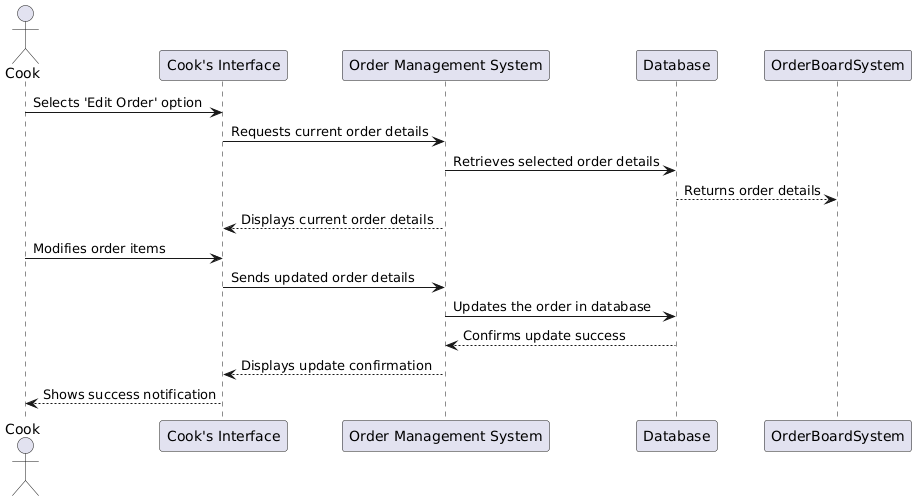 Cook
Cook's Interface
Order Management System
Database
OrderBoardSystem
Selects 'Edit Order' option
Requests current order details
Retrieves selected order details
Returns order details
Displays current order details
Modifies order items
Sends updated order details
Updates the order in database
Confirms update success
Displays update confirmation
Shows success notification
Cook
Cook's Interface
Order Management System
Database
OrderBoardSystem